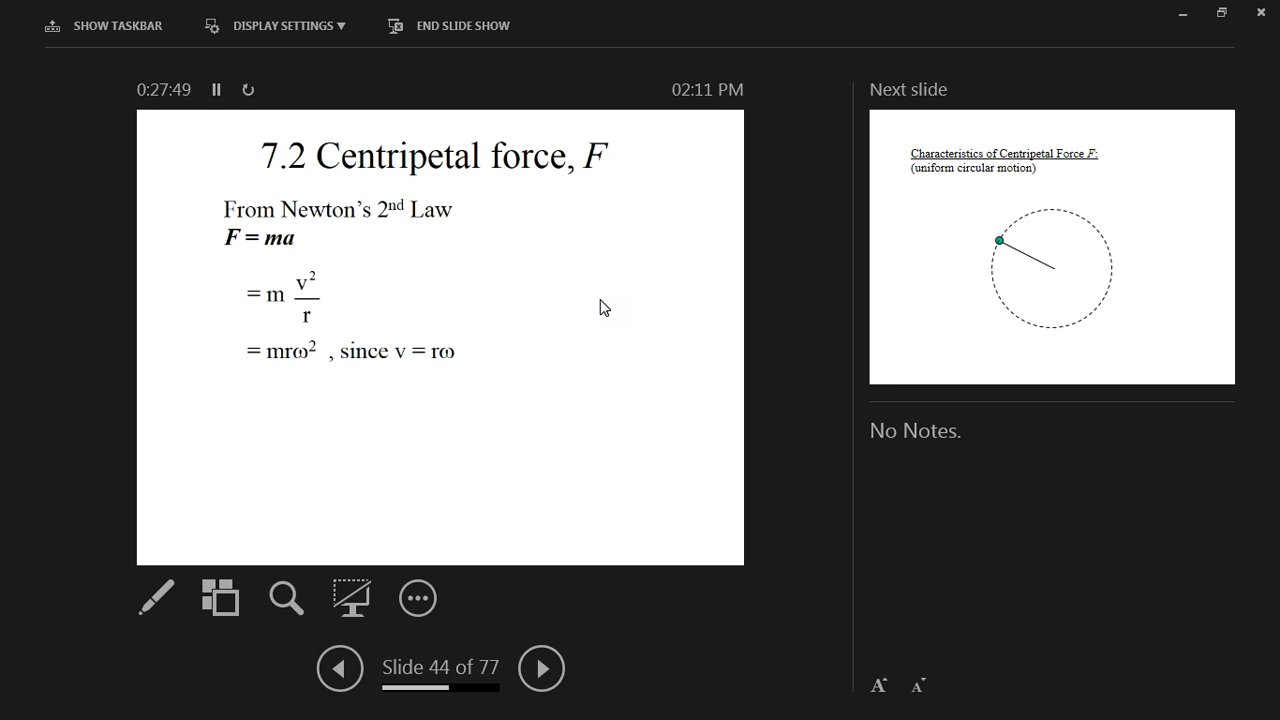 SHOW TASKBAR DISPLAY SETTINGS ▼ END SLIDE SHOW
0:27:49 02:11 PM
7.2 Centripetal force, F
From Newton's 2nd Law
F = ma
= m v²/r
= mrω² , since v = rω
Next slide
Characteristics of Centripetal Force F:
(uniform circular motion)
No Notes.
Slide 44 of 77
A A